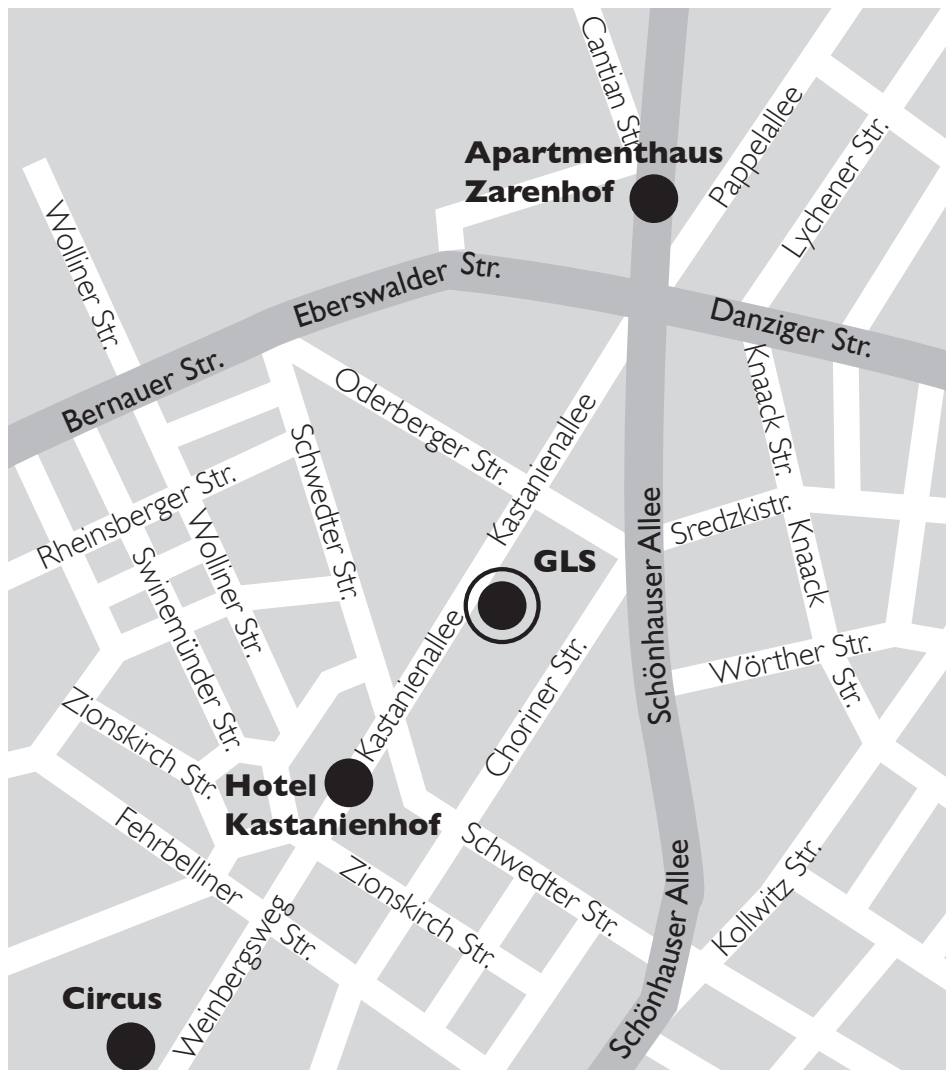 Cantian Str.
Apartmenthaus
Zarenhof
Pappelallee
Lychener Str.
Wolliner Str.
Eberswalder Str.
Bernauer Str.
Danziger Str.
Oderberger Str.
Kastanienallee
Knaack Str.
Schwedter Str.
Rheinsberger Str.
Schönhauser Allee
Sredzkistr.
Swinemünder Str.
Wolliner Str.
GLS
Knaack
Str.
Kastanienallee
Choriner Str.
Wörther Str.
Zionskirch Str.
Hotel
Kastanienhof
Fehrbelliner
Str.
Zionskirch Str.
Schwedter Str.
Kollwitz Str.
Schönhauser Allee
Weinbergsweg
Circus